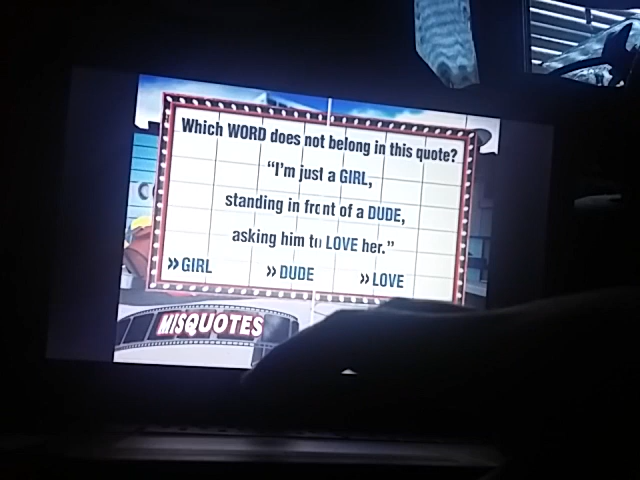 Which WORD does not belong in this quote?
"I'm just a GIRL,
standing in front of a DUDE,
asking him to LOVE her."
»GIRL »DUDE »LOVE
MISQUOTES